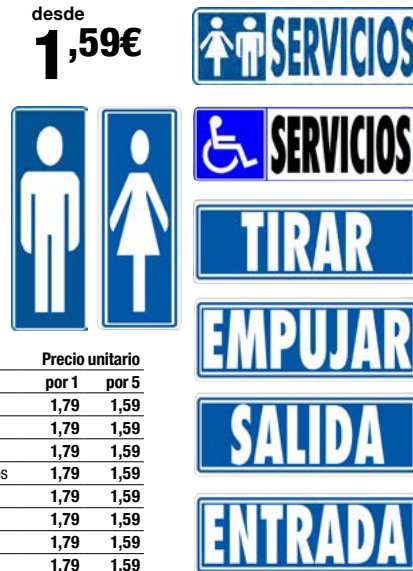 desde
1,59€
SERVICIOS
SERVICIOS
TIRAR
EMPUJAR
SALIDA
ENTRADA
Precio unitario
por 1 por 5
1,79 1,59
1,79 1,59
1,79 1,59
1,79 1,59
1,79 1,59
1,79 1,59
1,79 1,59
1,79 1,59